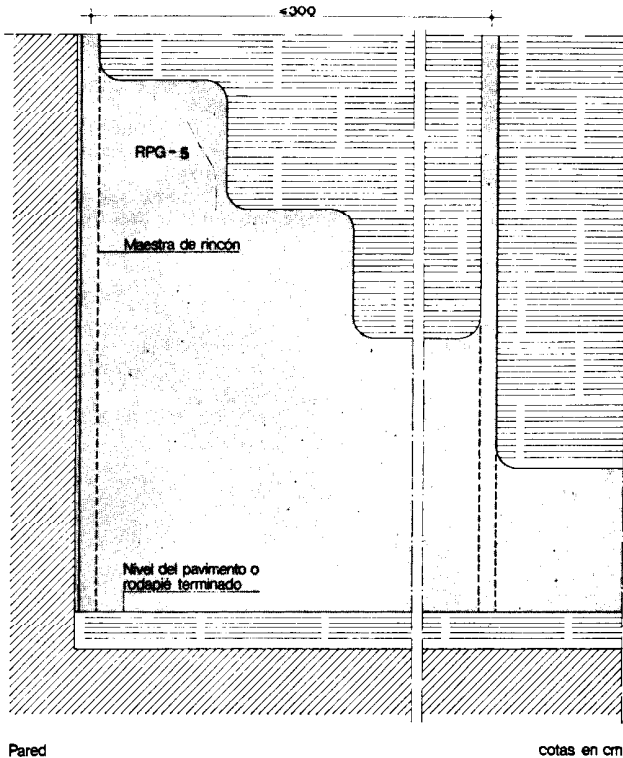 <300
RPG-5
Maestra de rincón
Nivel del pavimento o
rodapié terminado
Pared
cotas en cm